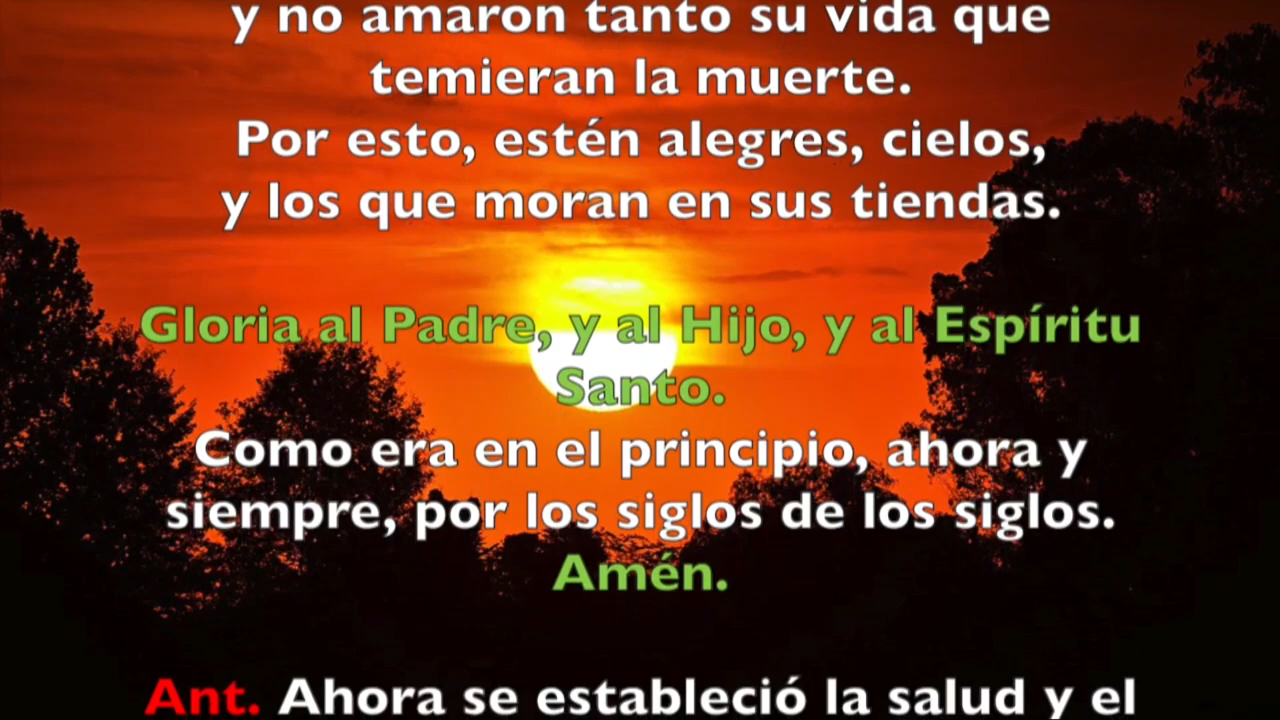 y no amaron tanto su vida que
temieran la muerte.
Por esto, estén alegres, cielos,
y los que moran en sus tiendas.
Gloria al Padre, y al Hijo, y al Espíritu
Santo.
Como era en el principio, ahora y
siempre, por los siglos de los siglos.
Amén.
Ant. Ahora se estableció la salud y el